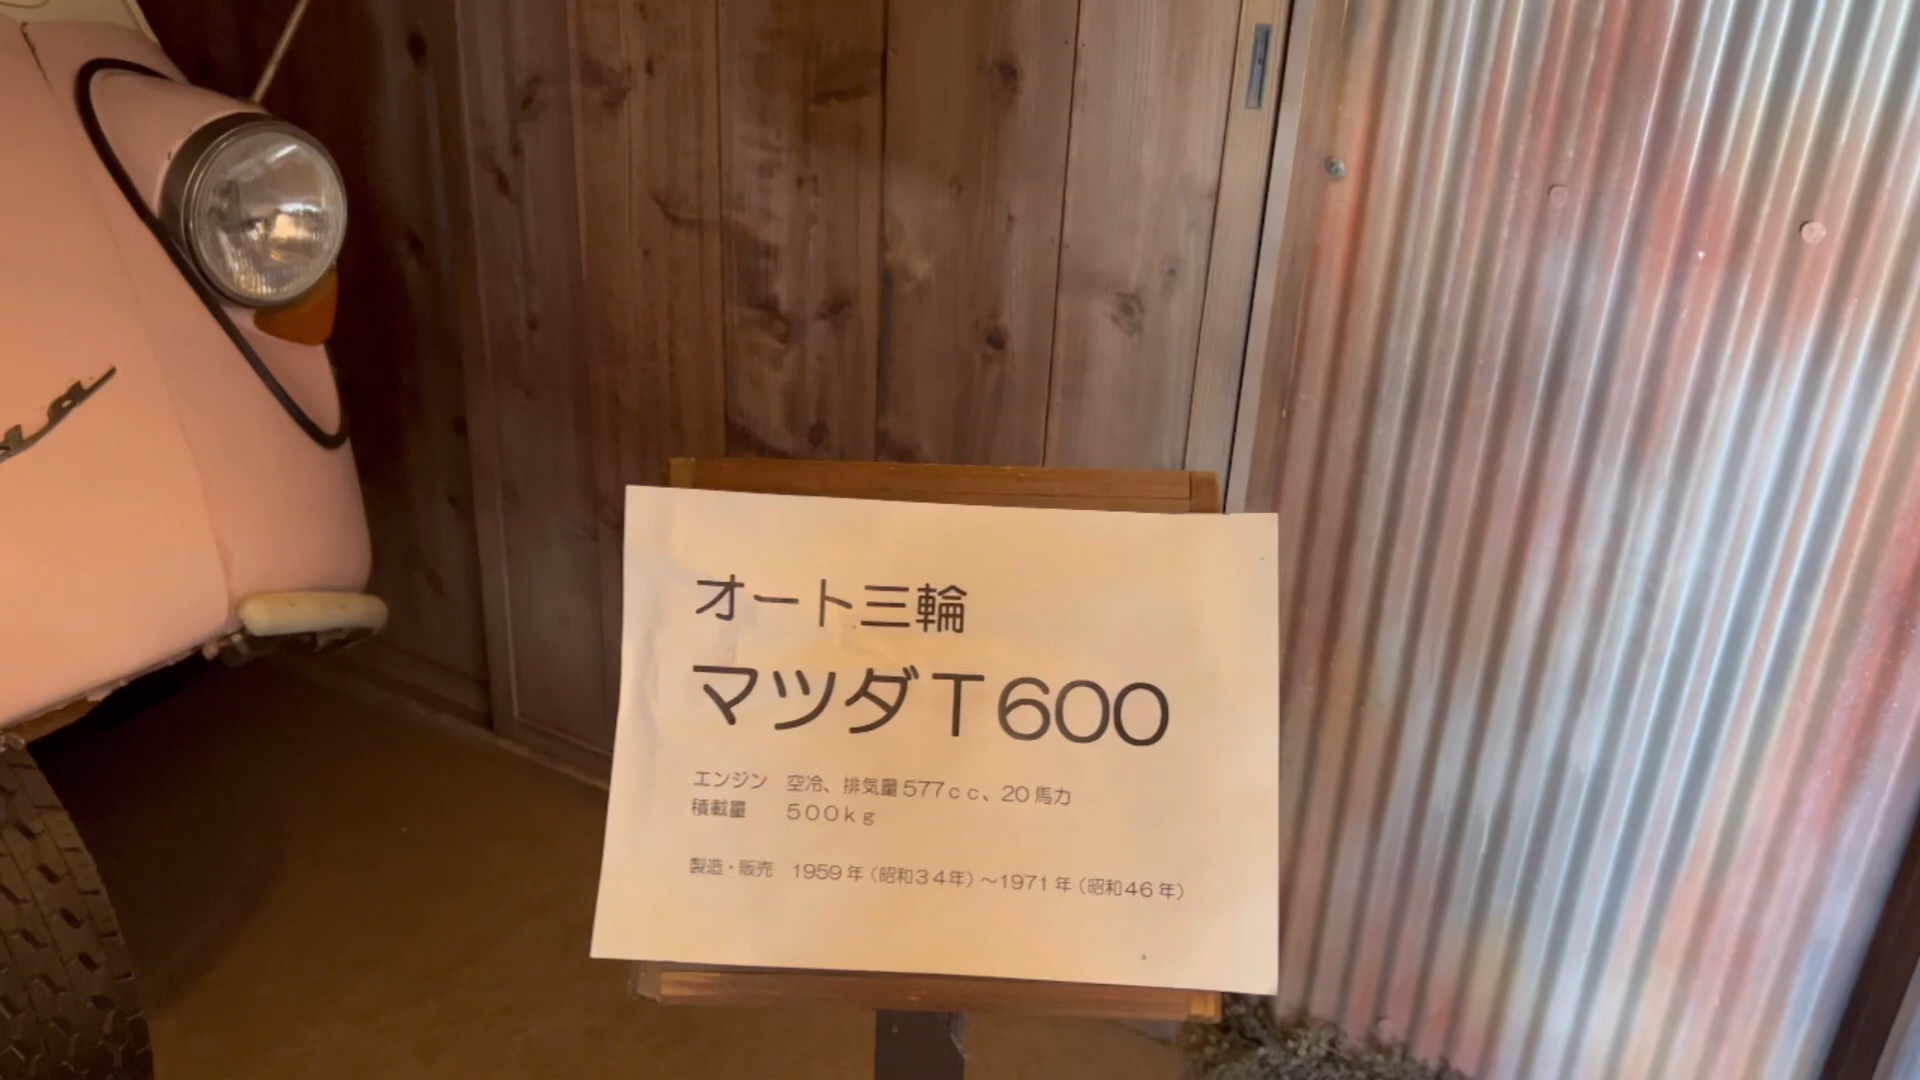 オート三輪
マツダT600
エンジン 空冷、排気量577cc、20馬力
積載量 500kg
製造・販売 1959年(昭和34年)~1971年(昭和46年)